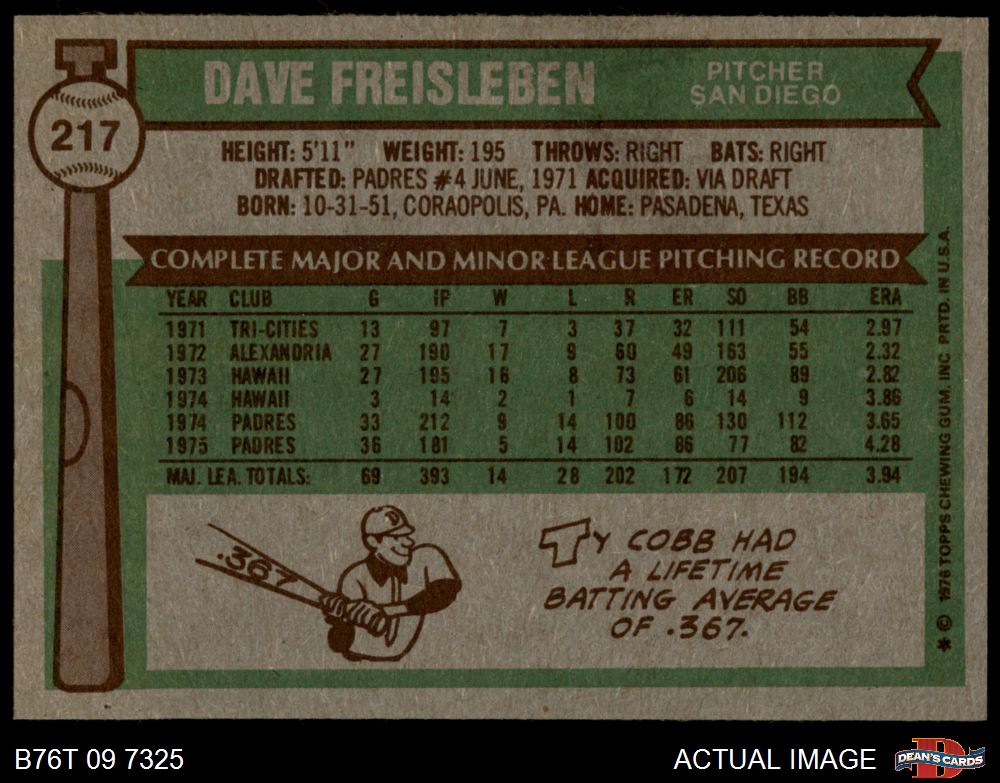 217
DAVE FREISLEBEN
PITCHER
SAN DIEGO
HEIGHT: 5'11" WEIGHT: 195 THROWS: RIGHT BATS: RIGHT
DRAFTED: PADRES #4 JUNE, 1971 ACQUIRED: VIA DRAFT
BORN: 10-31-51, CORAOPOLIS, PA. HOME: PASADENA, TEXAS
COMPLETE MAJOR AND MINOR LEAGUE PITCHING RECORD
YEAR CLUB G IP W L R ER SO BB ERA
1971 TRI-CITIES 13 97 7 3 37 32 111 54 2.97
1972 ALEXANDRIA 27 190 17 9 60 49 163 55 2.32
1973 HAWAII 27 195 16 8 73 61 206 89 2.82
1974 HAWAII 3 14 2 1 7 6 14 9 3.86
1974 PADRES 33 212 9 14 100 86 130 112 3.65
1975 PADRES 36 181 5 14 102 86 77 82 4.28
MAJ. LEA. TOTALS: 69 393 14 28 202 172 207 194 3.94
.367
TY COBB HAD
A LIFETIME
BATTING AVERAGE
OF .367.
* © 1976 TOPPS CHEWING GUM, INC. PRTD. IN U.S.A.
B76T 09 7325
ACTUAL IMAGE
D
DEAN'S CARDS